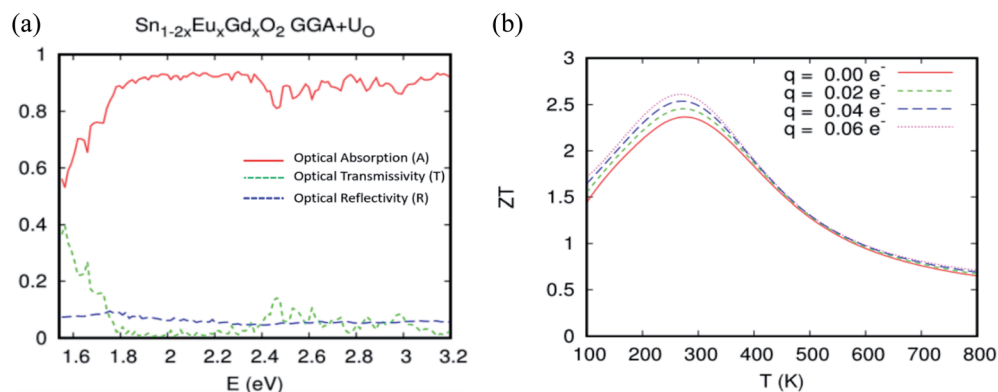 (a)
Sn1-2xEuxGdxO2 GGA+UO
1
0.8
0.6
0.4
0.2
0
1.6
1.8
2
2.2
2.4
2.6
2.8
3
3.2
E (eV)
Optical Absorption (A)
Optical Transmissivity (T)
Optical Reflectivity (R)
(b)
3
2.5
2
1.5
1
0.5
0
ZT
100 200 300 400 500 600 700 800
T (K)
q = 0.00 e-
q = 0.02 e-
q = 0.04 e-
q = 0.06 e-